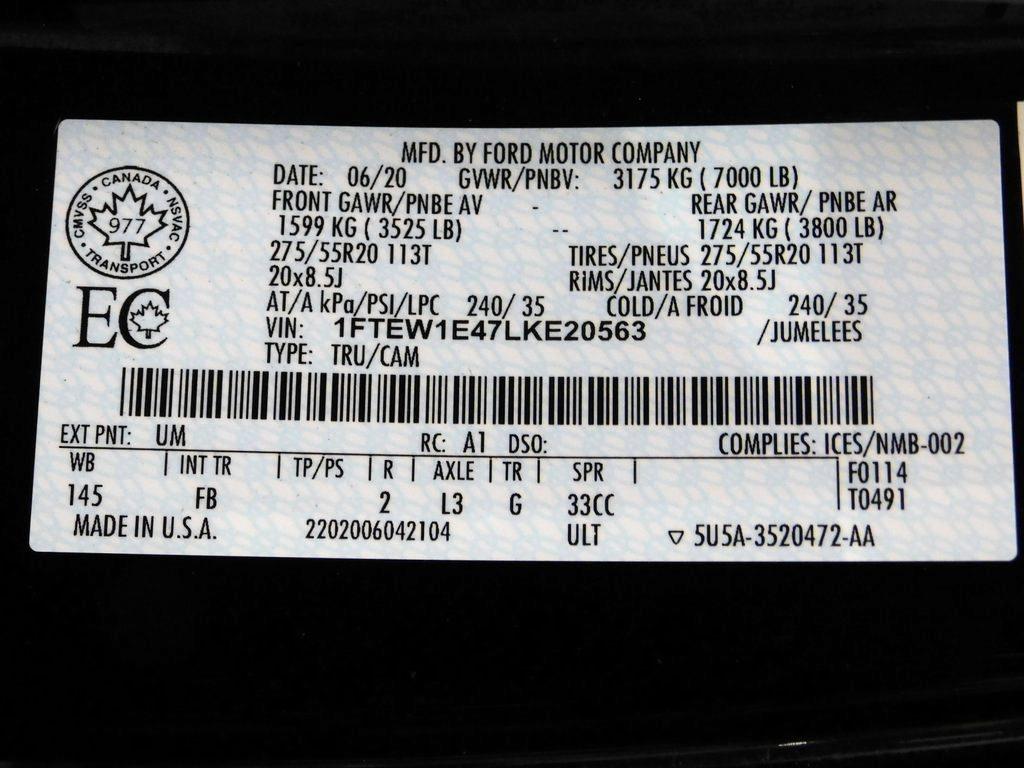 MFD. BY FORD MOTOR COMPANY
DATE: 06/20 GVWR/PNBV: 3175 KG ( 7000 LB)
FRONT GAWR/PNBE AV - REAR GAWR/ PNBE AR
1599 KG ( 3525 LB) -- 1724 KG ( 3800 LB)
275/55R20 113T TIRES/PNEUS 275/55R20 113T
20x8.5J RiMS/JANTES 20x8.5J
AT/A kPa/PSI/LPC 240/ 35 COLD/A FROID 240/ 35
VIN: 1FTEW1E47LKE20563 /JUMELEES
TYPE: TRU/CAM
CANADA
CMVSS • NSVAC
977
TRANSPORT
EC
EXT PNT: UM RC: A1 DSO: COMPLIES: ICES/NMB-002
WB | INT TR | TP/PS | R | AXLE | TR | SPR | F0114
145 FB 2 L3 G 33CC T0491
MADE IN U.S.A. 2202006042104 ULT ▽ 5U5A-3520472-AA